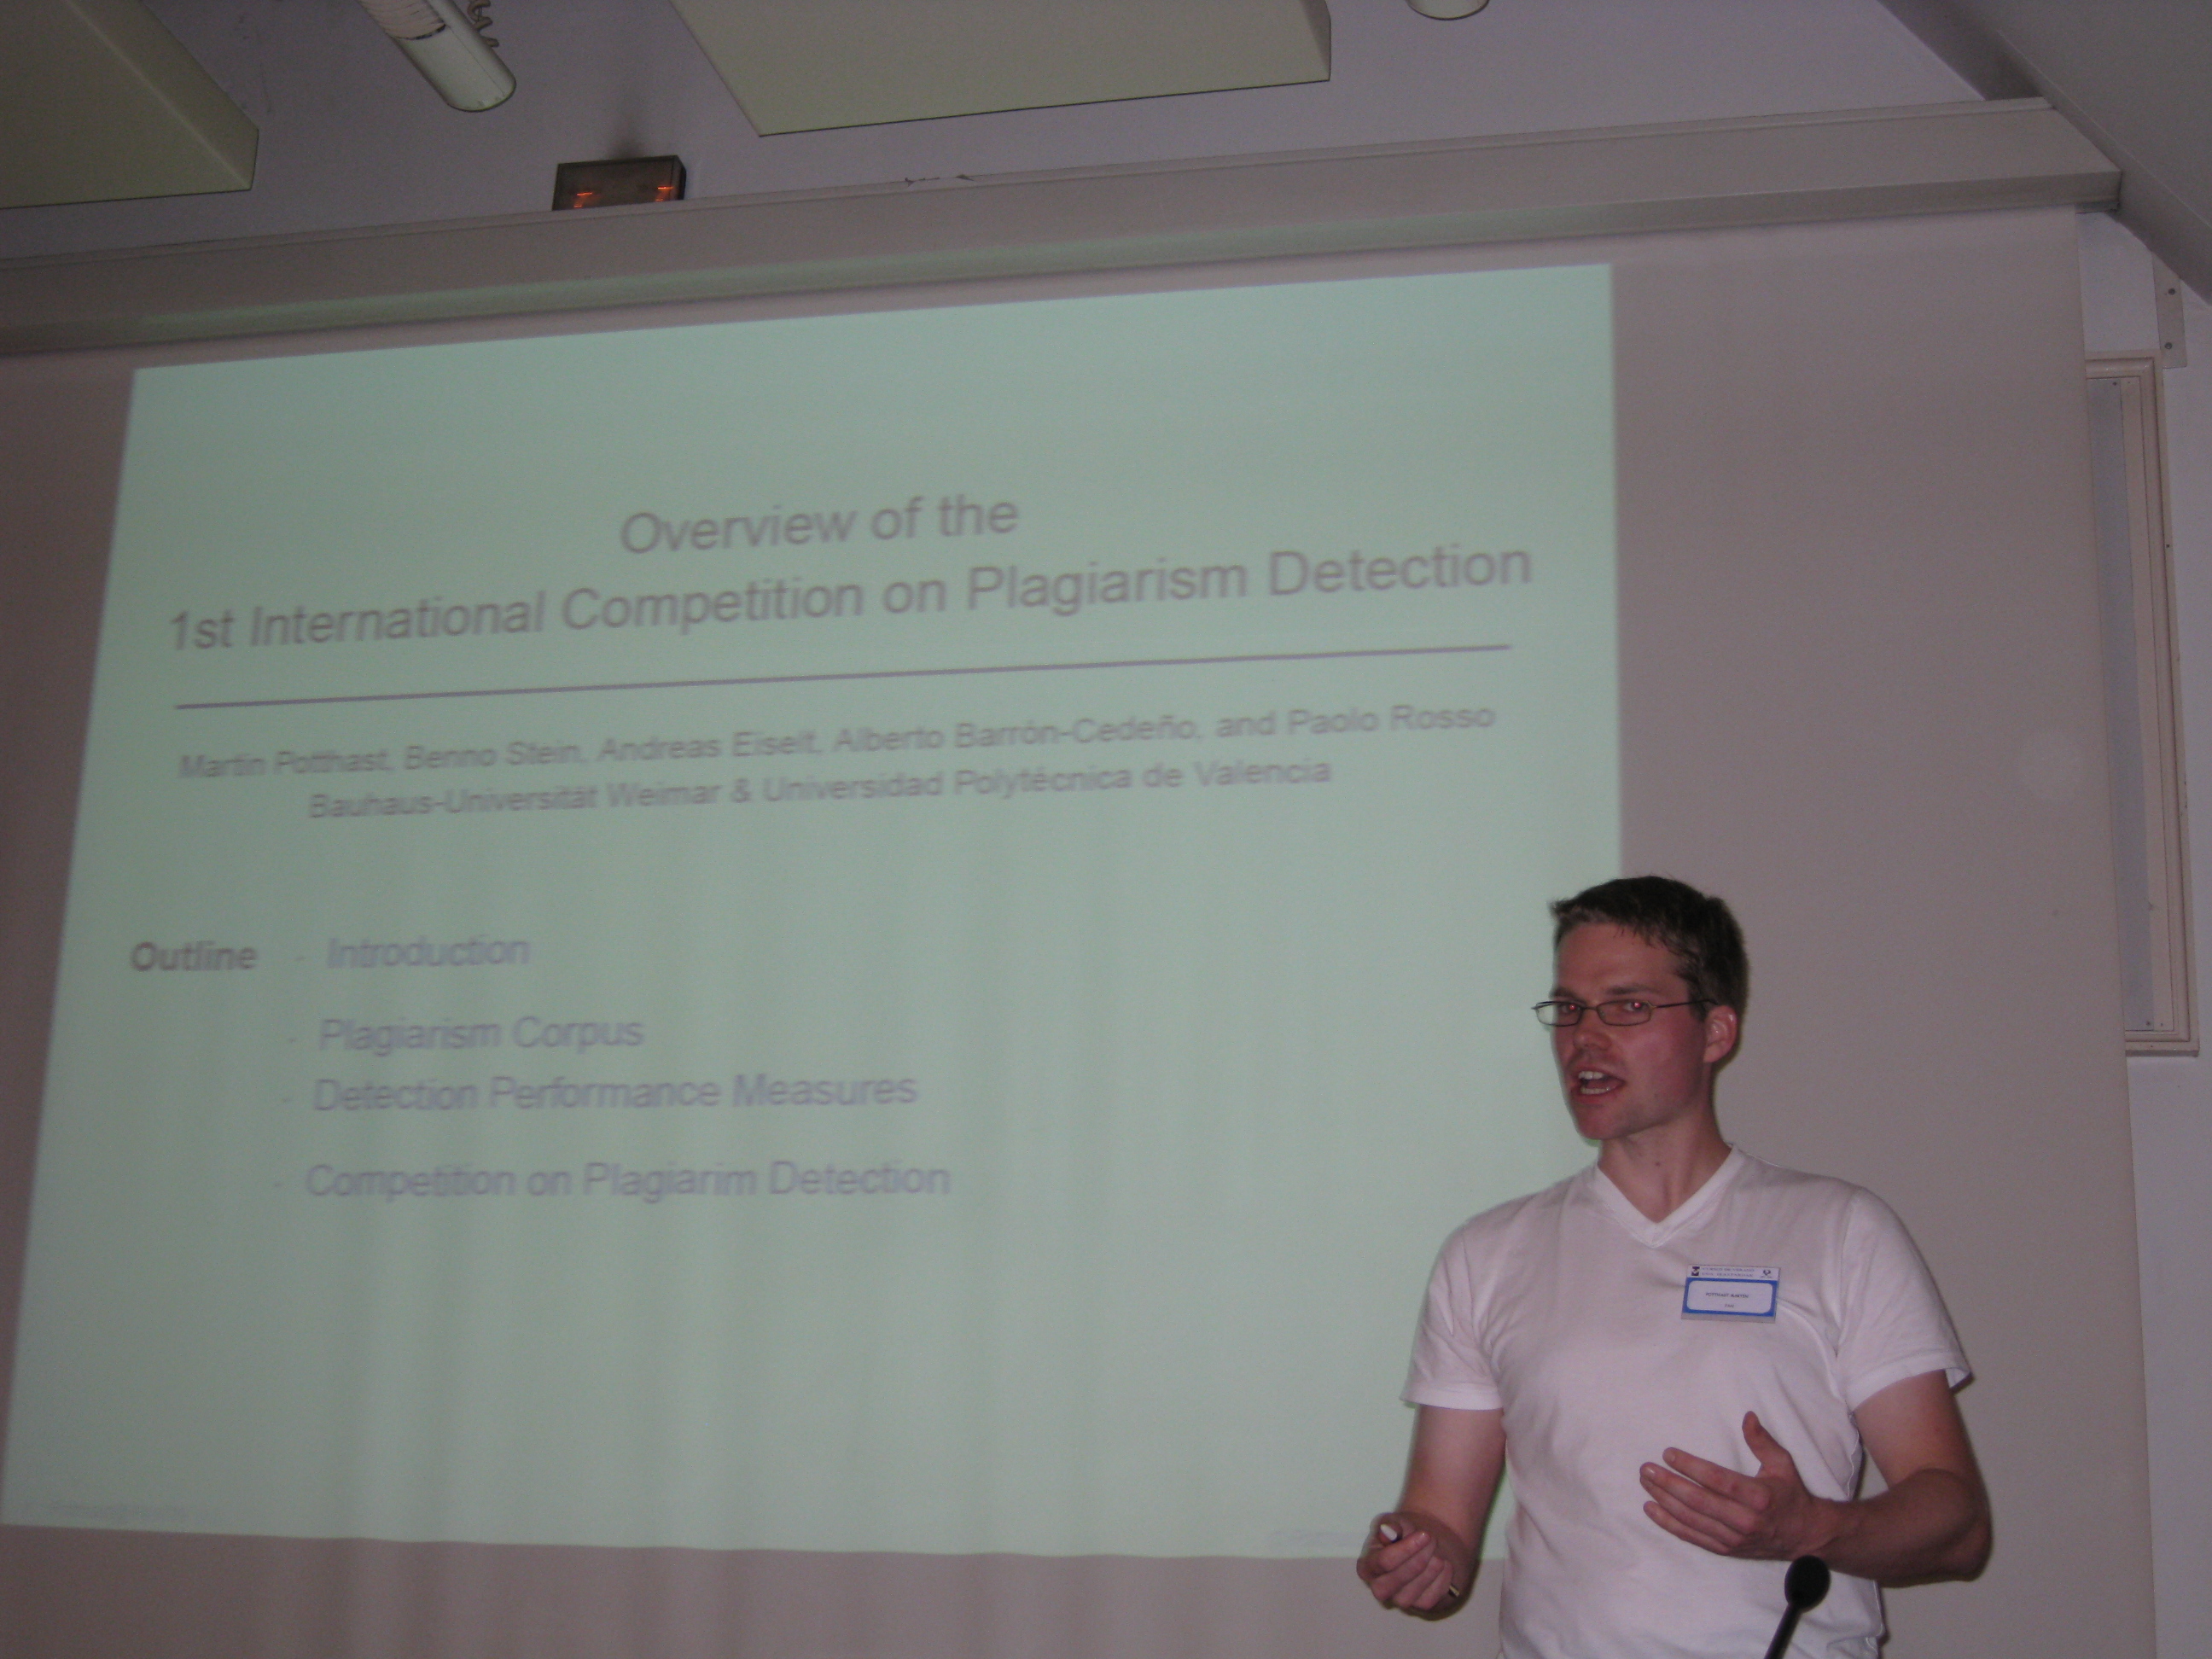 Overview of the
1st International Competition on Plagiarism Detection
Martin Potthast, Benno Stein, Andreas Eiselt, Alberto Barrón-Cedeño, and Paolo Rosso
Bauhaus-Universität Weimar & Universidad Polytécnica de Valencia
Outline - Introduction
- Plagiarism Corpus
- Detection Performance Measures
- Competition on Plagiarim Detection
POTTHAST MARTIN